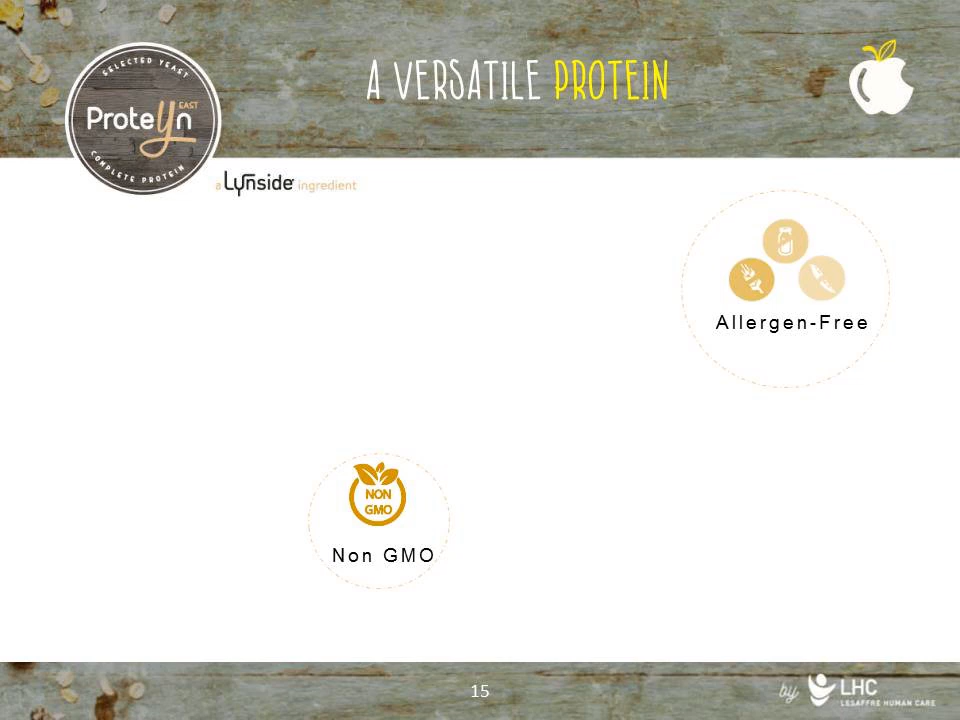 A VERSATILE PROTEIN
SELECTED YEAST
ProteYn
EAST
COMPLETE PROTEIN
a Lynside ingredient
Allergen-Free
NON
GMO
Non GMO
15
by LHC
LESAFFRE HUMAN CARE